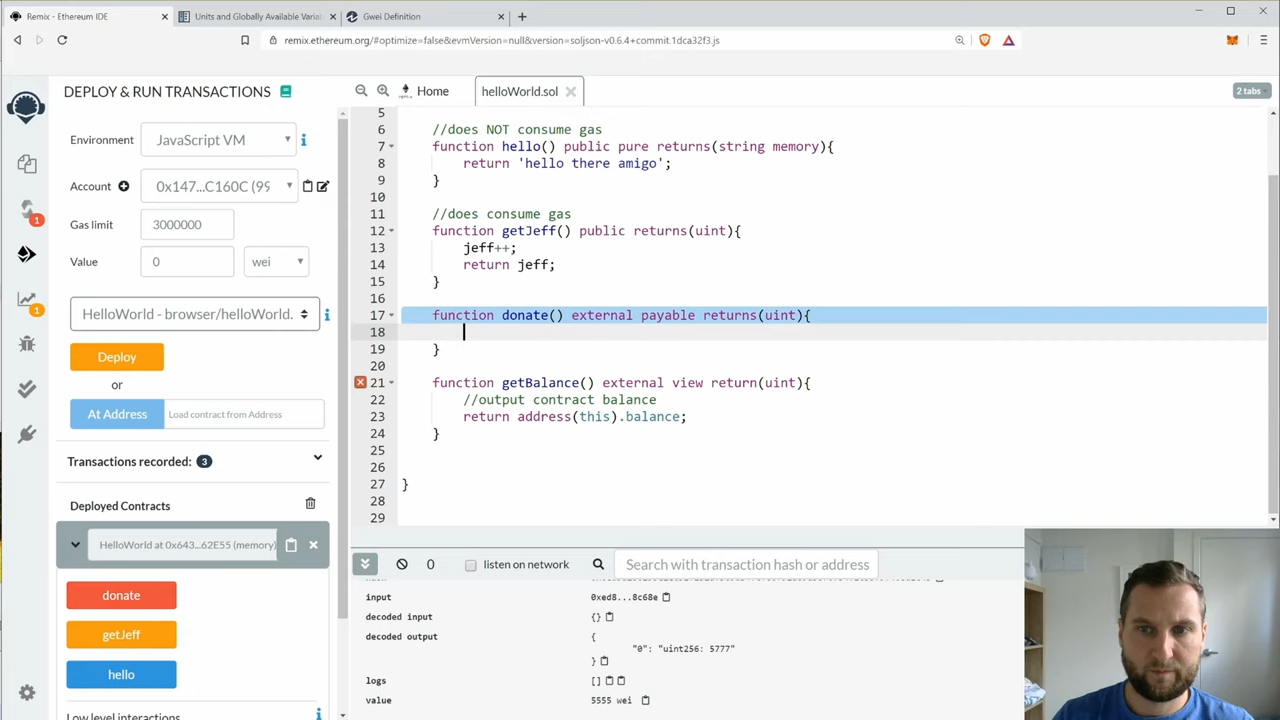 Remix - Ethereum IDE
Units and Globally Available Varia
Gwei Definition
remix.ethereum.org/#optimize=false&evmVersion=null&version=soljson-v0.6.4+commit.1dca32f3.js
DEPLOY & RUN TRANSACTIONS
Home
helloWorld.sol
2 tabs
Environment
JavaScript VM
Account
0x147...C160C (99
Gas limit
3000000
Value
0
wei
HelloWorld - browser/helloWorld.
Deploy
or
At Address
Load contract from Address
Transactions recorded: 3
Deployed Contracts
HelloWorld at 0x643...62E55 (memory)
donate
getJeff
hello
Low level interactions
1
1
5
6 //does NOT consume gas
7 function hello() public pure returns(string memory){
8 return 'hello there amigo';
9 }
10
11 //does consume gas
12 function getJeff() public returns(uint){
13 jeff++;
14 return jeff;
15 }
16
17 function donate() external payable returns(uint){
18
19 }
20
21 function getBalance() external view return(uint){
22 //output contract balance
23 return address(this).balance;
24 }
25
26
27 }
28
29
0
listen on network
Search with transaction hash or address
input 0xed8...8c68e
decoded input {}
decoded output {
"0": "uint256: 5777"
}
logs []
value 5555 wei